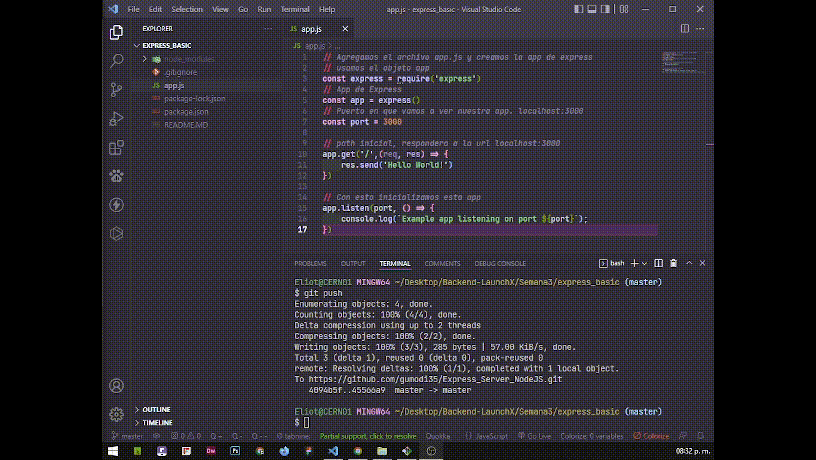 File Edit Selection View Go Run Terminal Help app.js - express_basic - Visual Studio Code
EXPLORER
EXPRESS_BASIC
node_modules
.gitignore
app.js
package-lock.json
package.json
README.MD
OUTLINE
TIMELINE
JS app.js
JS app.js > ...
1 // Agregamos el archivo app.js y creamos la app de express
2 // usamos el objeto app
3 const express = require('express')
4 // App de Express
5 const app = express()
6 // Puerto en que vamos a ver nuestra app. localhost:3000
7 const port = 3000
8
9 // path inicial, respondera a la url localhost:3000
10 app.get('/',(req, res) => {
11 res.send('Hello World!')
12 })
13
14 // Con esto inicializamos esta app
15 app.listen(port, () => {
16 console.log(`Example app listening on port ${port}`);
17 })
PROBLEMS OUTPUT TERMINAL COMMENTS DEBUG CONSOLE bash
Eliot@CERNO1 MINGW64 ~/Desktop/Backend-LaunchX/Semana3/express_basic (master)
$ git push
Enumerating objects: 4, done.
Counting objects: 100% (4/4), done.
Delta compression using up to 2 threads
Compressing objects: 100% (2/2), done.
Writing objects: 100% (3/3), 285 bytes | 57.00 KiB/s, done.
Total 3 (delta 1), reused 0 (delta 0), pack-reused 0
remote: Resolving deltas: 100% (1/1), completed with 1 local object.
To https://github.com/gumodi35/Express_Server_NodeJS.git
4094b5f..45566a9 master -> master
Eliot@CERNO1 MINGW64 ~/Desktop/Backend-LaunchX/Semana3/express_basic (master)
$
master 0 0 tabnine Partial support, click to resolve Quokka {} JavaScript Go Live Colorize: 0 variables Colorize
08:32 p. m.